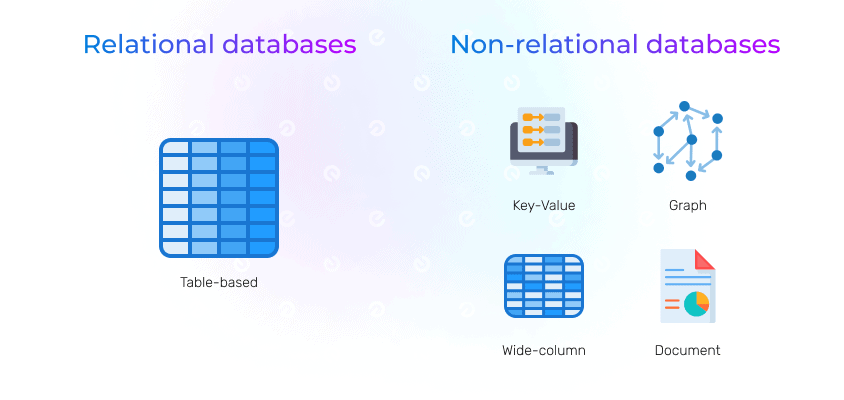 Relational databases
Non-relational databases
Table-based
Key-Value
Graph
Wide-column
Document